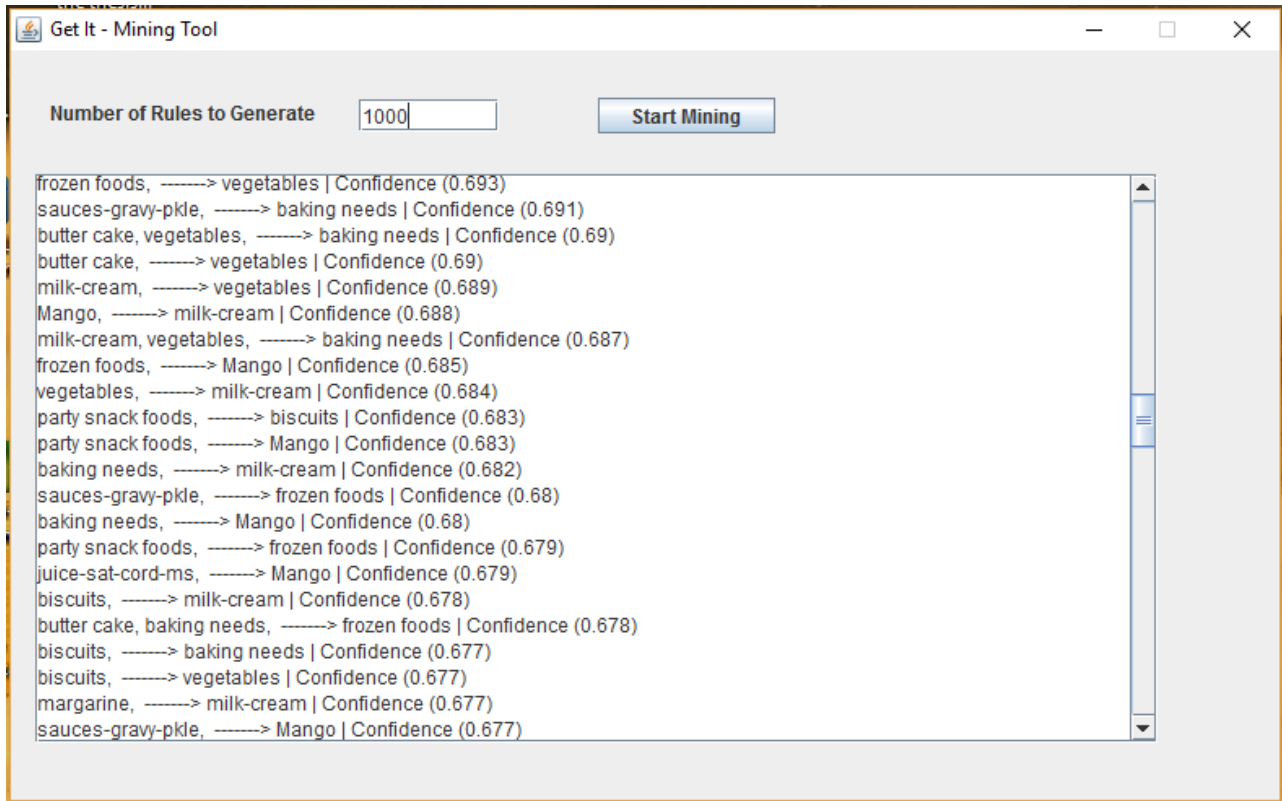 Get It - Mining Tool
Number of Rules to Generate 1000 Start Mining
frozen foods, -------> vegetables | Confidence (0.693)
sauces-gravy-pkle, -------> baking needs | Confidence (0.691)
butter cake, vegetables, -------> baking needs | Confidence (0.69)
butter cake, -------> vegetables | Confidence (0.69)
milk-cream, -------> vegetables | Confidence (0.689)
Mango, -------> milk-cream | Confidence (0.688)
milk-cream, vegetables, -------> baking needs | Confidence (0.687)
frozen foods, -------> Mango | Confidence (0.685)
vegetables, -------> milk-cream | Confidence (0.684)
party snack foods, -------> biscuits | Confidence (0.683)
party snack foods, -------> Mango | Confidence (0.683)
baking needs, -------> milk-cream | Confidence (0.682)
sauces-gravy-pkle, -------> frozen foods | Confidence (0.68)
baking needs, -------> Mango | Confidence (0.68)
party snack foods, -------> frozen foods | Confidence (0.679)
juice-sat-cord-ms, -------> Mango | Confidence (0.679)
biscuits, -------> milk-cream | Confidence (0.678)
butter cake, baking needs, -------> frozen foods | Confidence (0.678)
biscuits, -------> baking needs | Confidence (0.677)
biscuits, -------> vegetables | Confidence (0.677)
margarine, -------> milk-cream | Confidence (0.677)
sauces-gravy-pkle, -------> Mango | Confidence (0.677)